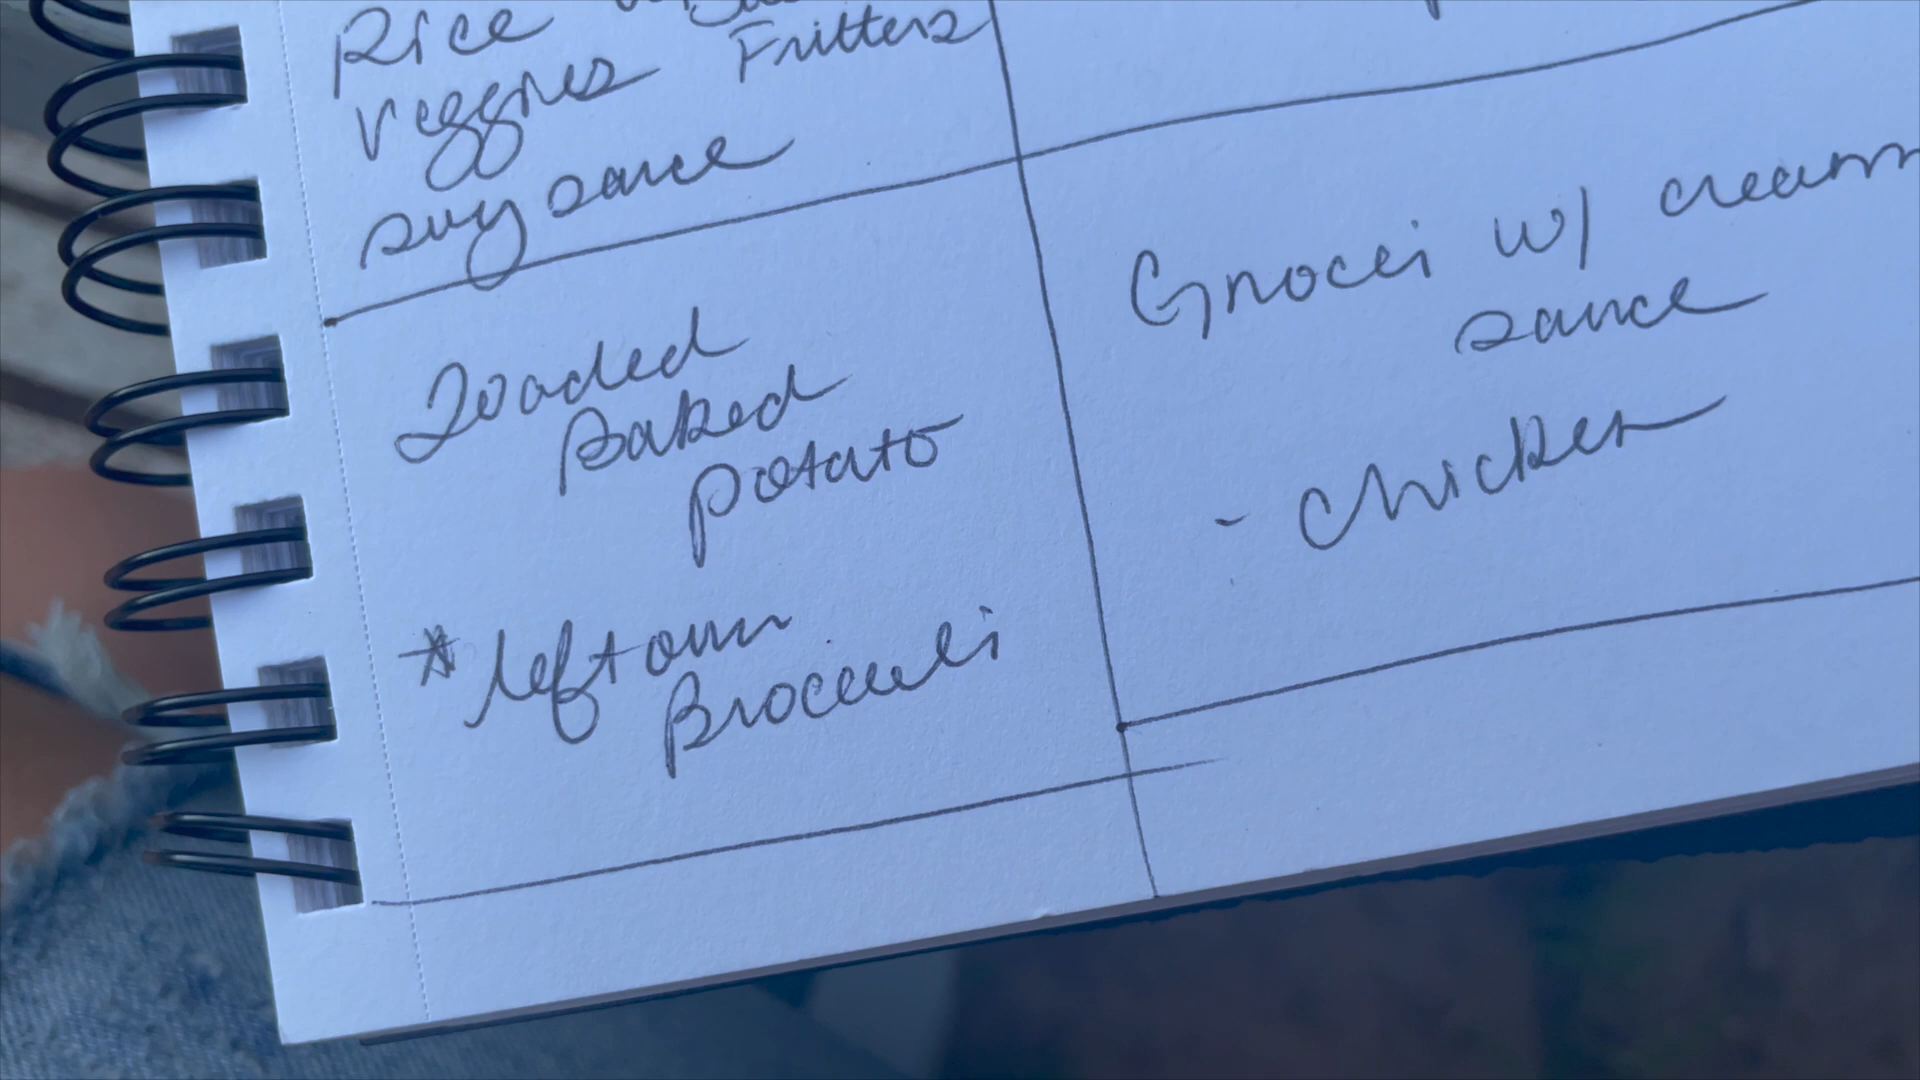 Rice
Veggies Fritters
soy sauce
Loaded
Baked
potato
*leftover
Broccoli
Gnocci w/ cream
sauce
- chicken